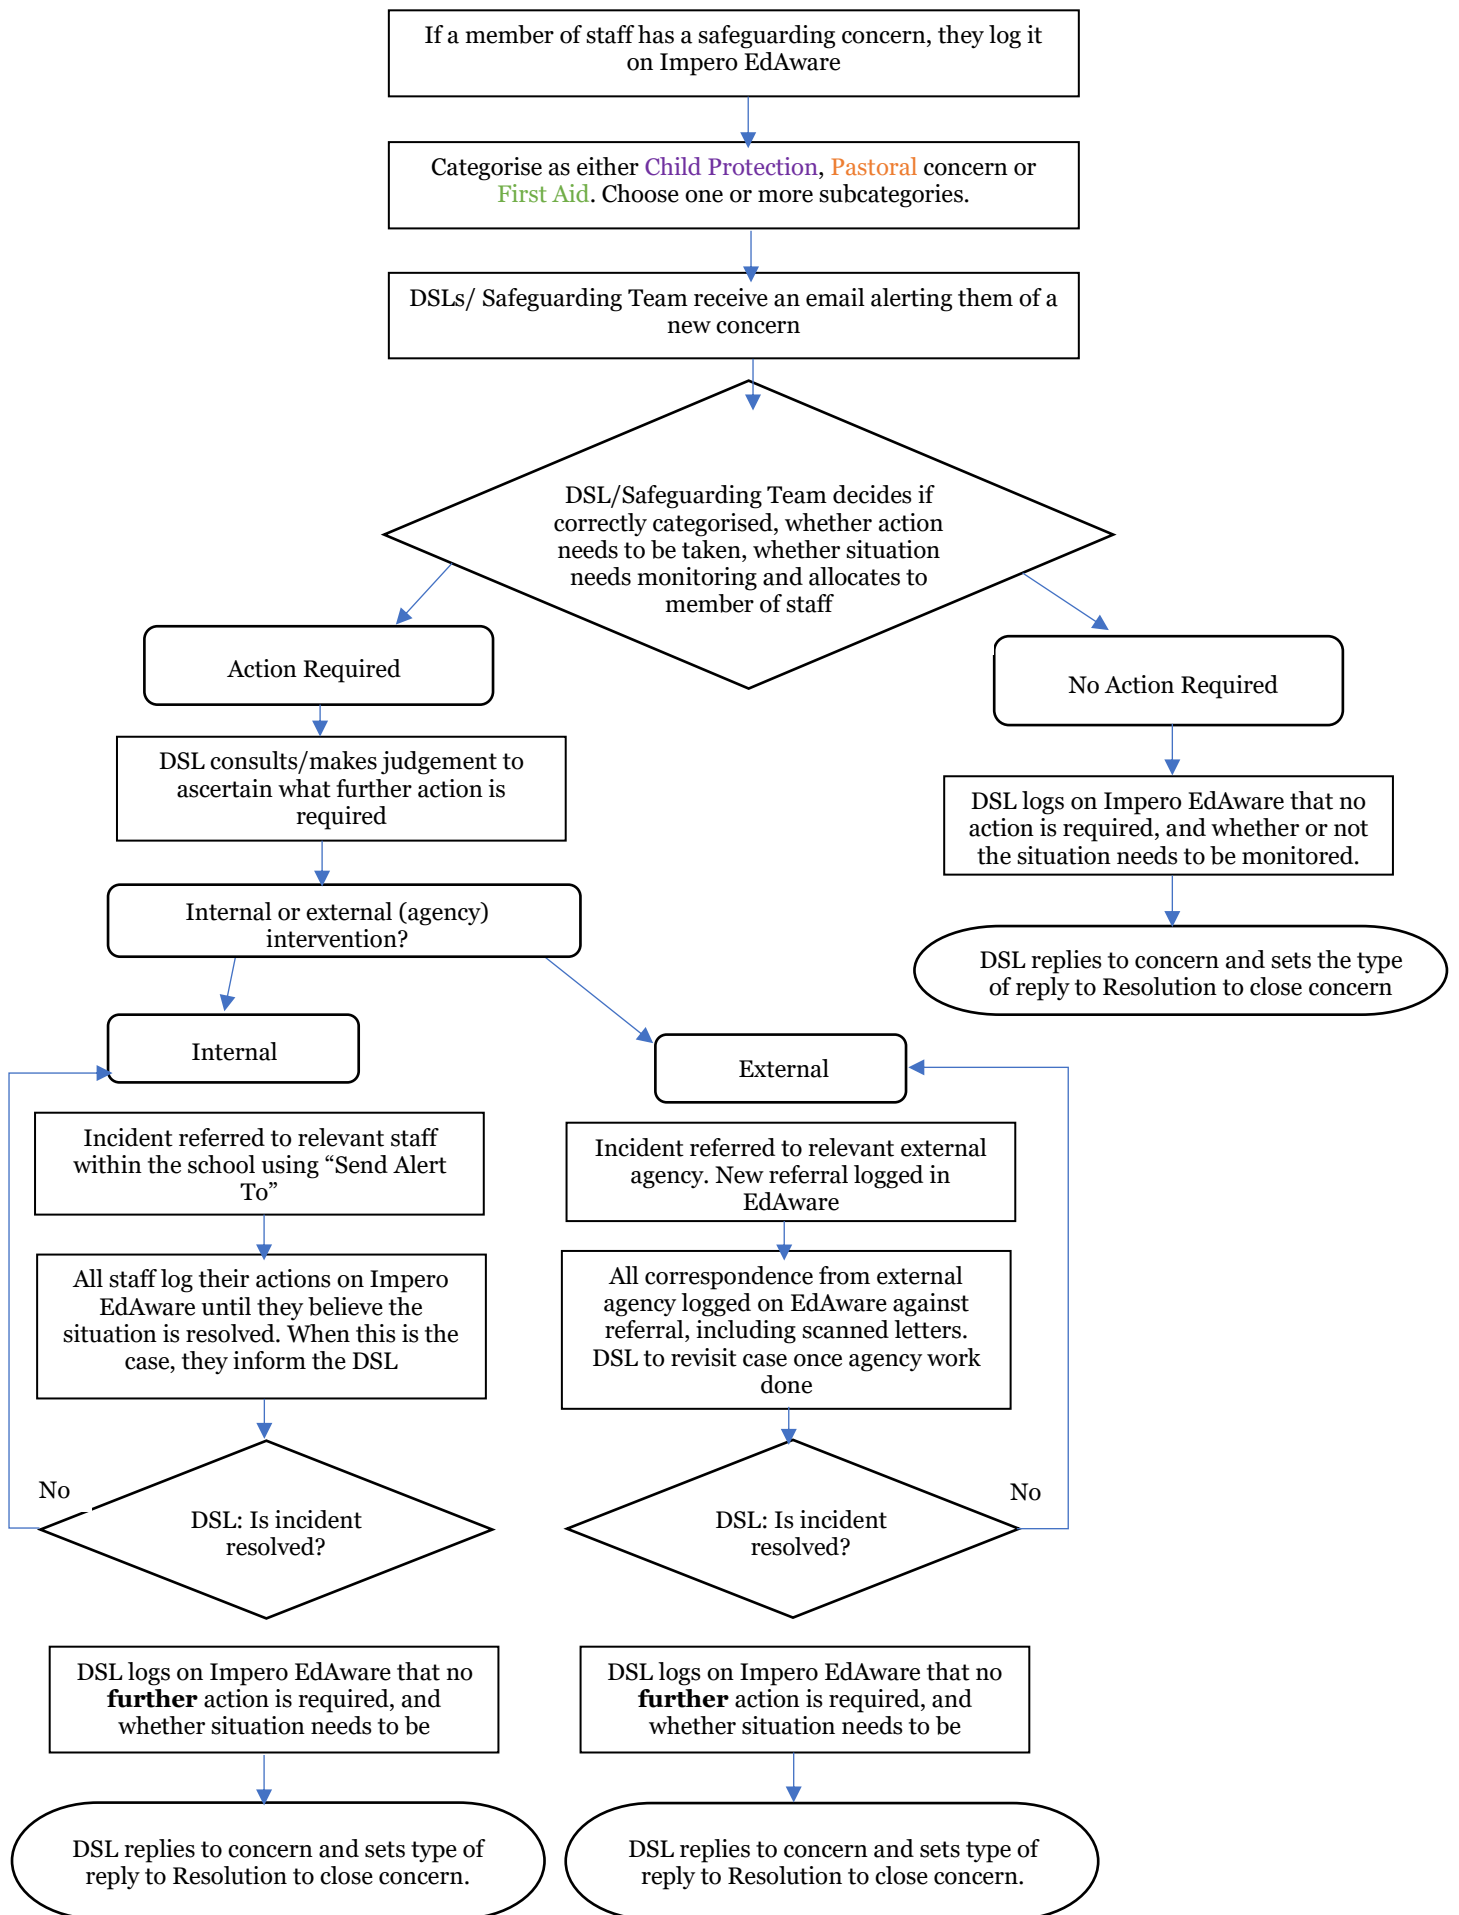 If a member of staff has a safeguarding concern, they log it
on Impero EdAware
Categorise as either Child Protection, Pastoral concern or
First Aid. Choose one or more subcategories.
DSLs/ Safeguarding Team receive an email alerting them of a
new concern
DSL/Safeguarding Team decides if
correctly categorised, whether action
needs to be taken, whether situation
needs monitoring and allocates to
member of staff
Action Required
No Action Required
DSL consults/makes judgement to
ascertain what further action is
required
DSL logs on Impero EdAware that no
action is required, and whether or not
the situation needs to be monitored.
Internal or external (agency)
intervention?
DSL replies to concern and sets the type
of reply to Resolution to close concern
Internal
External
Incident referred to relevant staff
within the school using “Send Alert
To”
Incident referred to relevant external
agency. New referral logged in
EdAware
All staff log their actions on Impero
EdAware until they believe the
situation is resolved. When this is the
case, they inform the DSL
All correspondence from external
agency logged on EdAware against
referral, including scanned letters.
DSL to revisit case once agency work
done
No
DSL: Is incident
resolved?
No
DSL: Is incident
resolved?
DSL logs on Impero EdAware that no
further action is required, and
whether situation needs to be
DSL logs on Impero EdAware that no
further action is required, and
whether situation needs to be
DSL replies to concern and sets type of
reply to Resolution to close concern.
DSL replies to concern and sets type of
reply to Resolution to close concern.